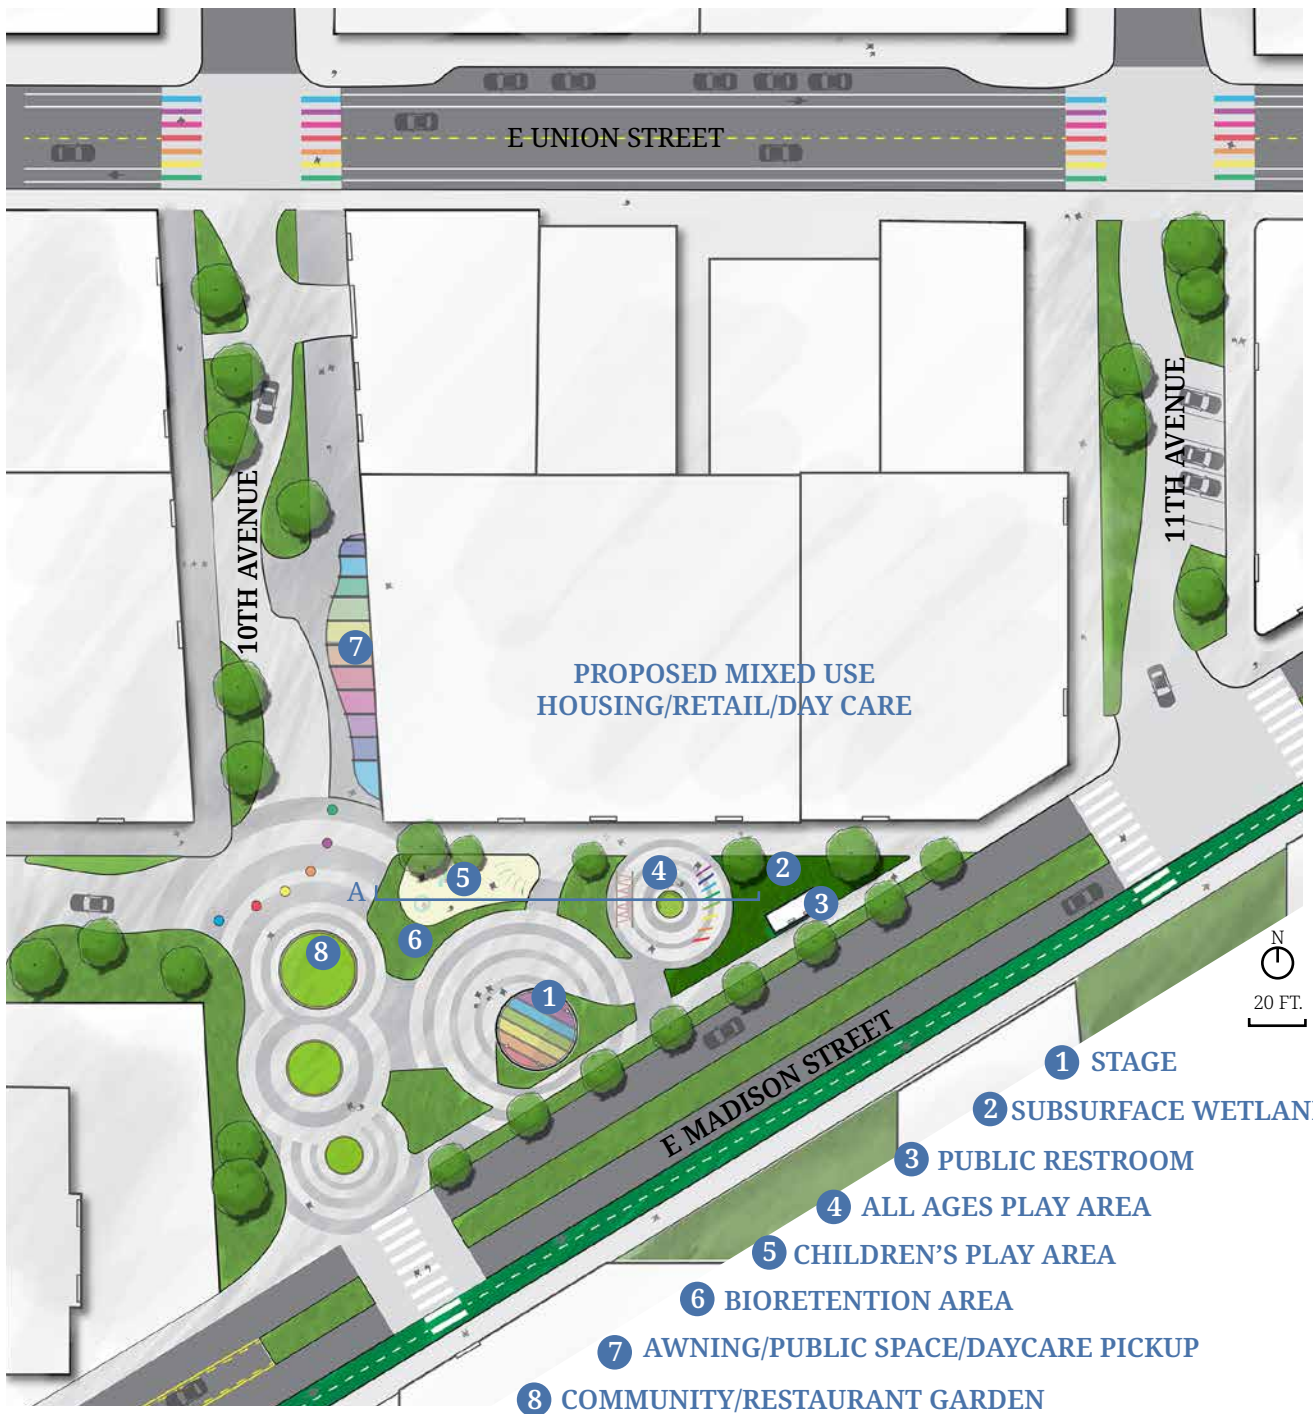 E UNION STREET
10TH AVENUE
11TH AVENUE
7
PROPOSED MIXED USE
HOUSING/RETAIL/DAY CARE
A
5
4
2
3
6
8
1
N
20 FT.
E MADISON STREET
1 STAGE
2 SUBSURFACE WETLAN
3 PUBLIC RESTROOM
4 ALL AGES PLAY AREA
5 CHILDREN'S PLAY AREA
6 BIORETENTION AREA
7 AWNING/PUBLIC SPACE/DAYCARE PICKUP
8 COMMUNITY/RESTAURANT GARDEN